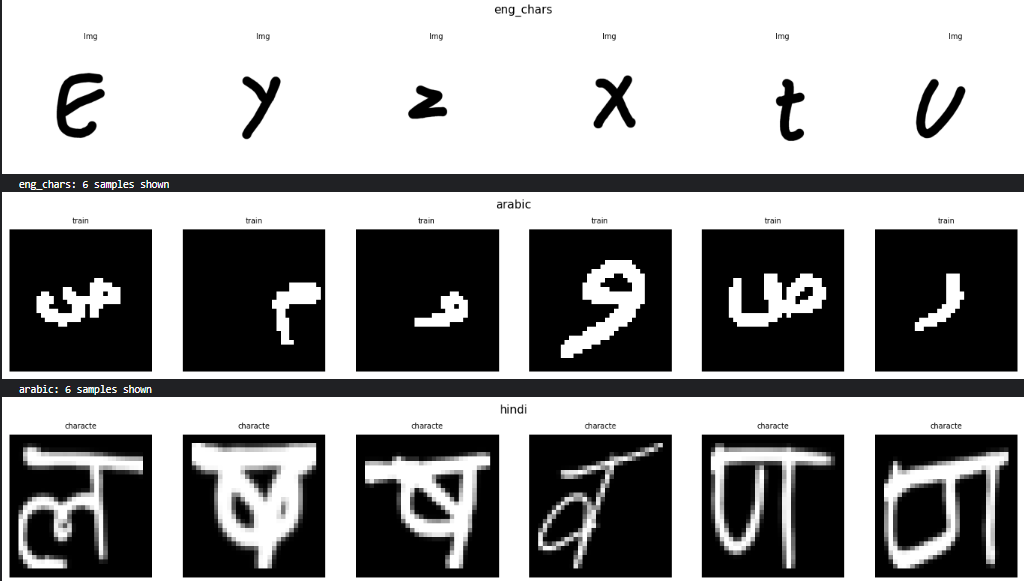 eng_chars
Img Img Img Img Img Img
E y z x t U
eng_chars: 6 samples shown
arabic
train train train train train train
ص م و و ص ر
arabic: 6 samples shown
hindi
characte characte characte characte characte characte
ल ष ष व ण ण